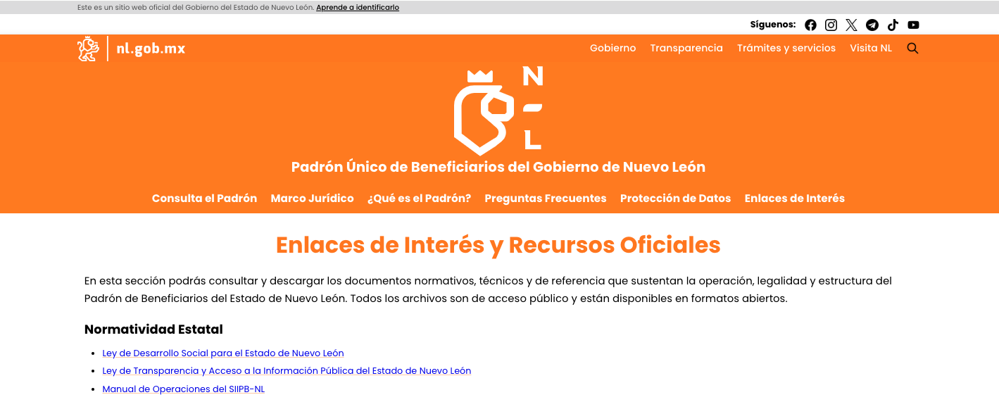 Este es un sitio web oficial del Gobierno del Estado de Nuevo León. Aprende a identificarlo
Síguenos:
nl.gob.mx
Gobierno Transparencia Trámites y servicios Visita NL
N
L
Padrón Único de Beneficiarios del Gobierno de Nuevo León
Consulta el Padrón Marco Jurídico ¿Qué es el Padrón? Preguntas Frecuentes Protección de Datos Enlaces de Interés
Enlaces de Interés y Recursos Oficiales
En esta sección podrás consultar y descargar los documentos normativos, técnicos y de referencia que sustentan la operación, legalidad y estructura del
Padrón de Beneficiarios del Estado de Nuevo León. Todos los archivos son de acceso público y están disponibles en formatos abiertos.
Normatividad Estatal
• Ley de Desarrollo Social para el Estado de Nuevo León
• Ley de Transparencia y Acceso a la Información Pública del Estado de Nuevo León
• Manual de Operaciones del SIIPB-NL